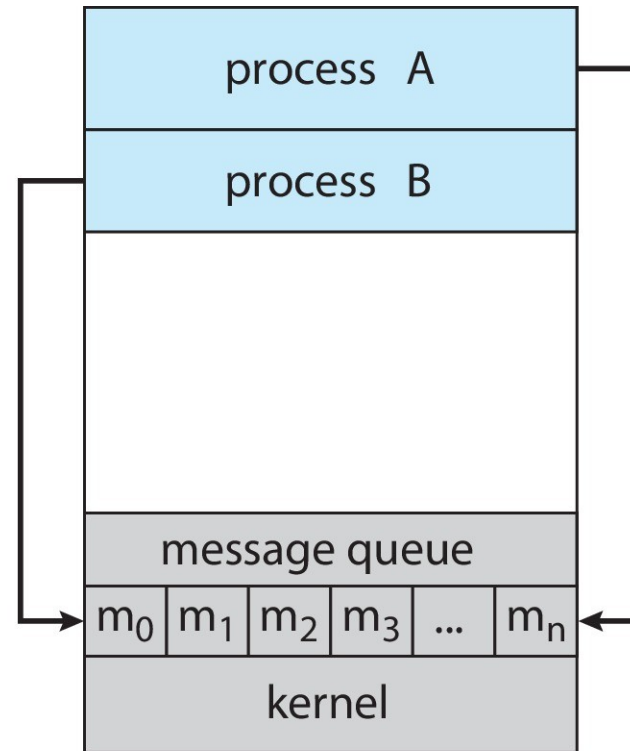 process A
process B
message queue
m₀ m₁ m₂ m₃ ... mₙ
kernel